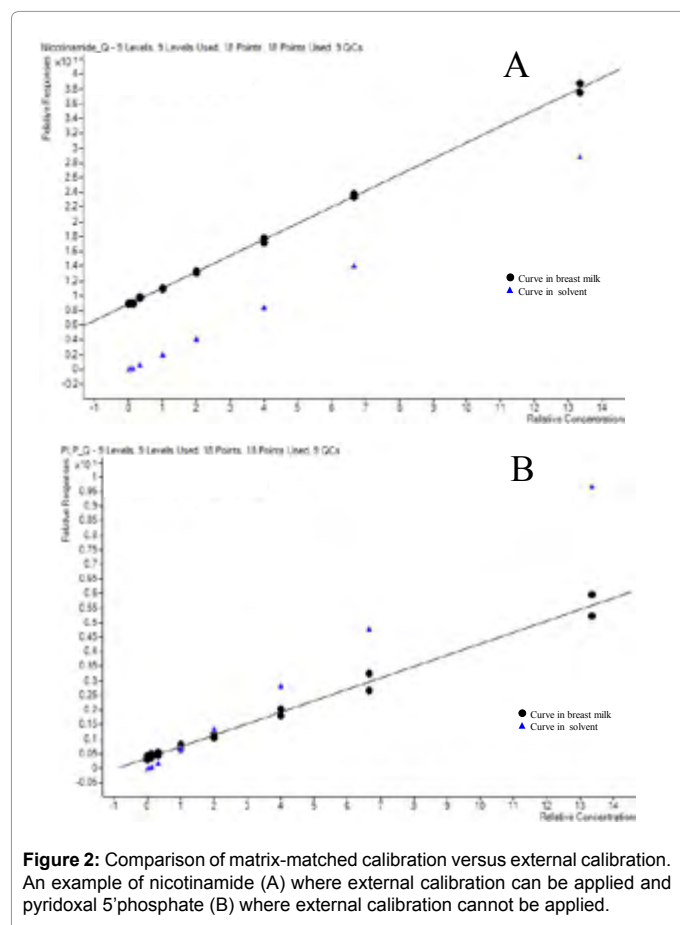 Nicotinamide_Q - 9 Levels, 9 Levels Used, 18 Points, 18 Points Used, 9 QCs
Relative Responses
A
4
3.8
3.6
3.4
3.2
3
2.8
2.6
2.4
2.2
2
1.8
1.6
1.4
1.2
1
0.8
0.6
0.4
0.2
0
-0.2
Curve in breast milk
Curve in solvent
-1 0 1 2 3 4 5 6 7 8 9 10 11 12 13 14
Relative Concentration
PLP_Q - 9 Levels, 9 Levels Used, 18 Points, 18 Points Used, 9 QCs
Relative Responses
B
1
0.95
0.9
0.85
0.8
0.75
0.7
0.65
0.6
0.55
0.5
0.45
0.4
0.35
0.3
0.25
0.2
0.15
0.1
0.05
0
-0.05
Curve in breast milk
Curve in solvent
-1 0 1 2 3 4 5 6 7 8 9 10 11 12 13 14
Relative Concentration
Figure 2: Comparison of matrix-matched calibration versus external calibration.
An example of nicotinamide (A) where external calibration can be applied and
pyridoxal 5'phosphate (B) where external calibration cannot be applied.